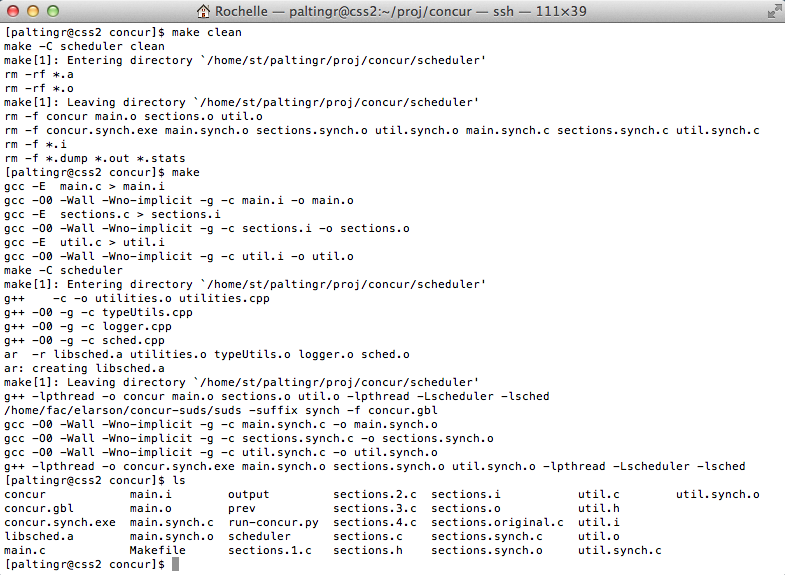 Rochelle — paltingr@css2:~/proj/concur — ssh — 111×39
[paltingr@css2 concur]$ make clean
make -C scheduler clean
make[1]: Entering directory `/home/st/paltingr/proj/concur/scheduler'
rm -rf *.a
rm -rf *.o
make[1]: Leaving directory `/home/st/paltingr/proj/concur/scheduler'
rm -f concur main.o sections.o util.o
rm -f concur.synch.exe main.synch.o sections.synch.o util.synch.o main.synch.c sections.synch.c util.synch.c
rm -f *.i
rm -f *.dump *.out *.stats
[paltingr@css2 concur]$ make
gcc -E  main.c > main.i
gcc -O0 -Wall -Wno-implicit -g -c main.i -o main.o
gcc -E  sections.c > sections.i
gcc -O0 -Wall -Wno-implicit -g -c sections.i -o sections.o
gcc -E  util.c > util.i
gcc -O0 -Wall -Wno-implicit -g -c util.i -o util.o
make -C scheduler
make[1]: Entering directory `/home/st/paltingr/proj/concur/scheduler'
g++    -c -o utilities.o utilities.cpp
g++ -O0 -g -c typeUtils.cpp
g++ -O0 -g -c logger.cpp
g++ -O0 -g -c sched.cpp
ar  -r libsched.a utilities.o typeUtils.o logger.o sched.o
ar: creating libsched.a
make[1]: Leaving directory `/home/st/paltingr/proj/concur/scheduler'
g++ -lpthread -o concur main.o sections.o util.o -lpthread -Lscheduler -lsched
/home/fac/elarson/concur-suds/suds -suffix synch -f concur.gbl
gcc -O0 -Wall -Wno-implicit -g -c main.synch.c -o main.synch.o
gcc -O0 -Wall -Wno-implicit -g -c sections.synch.c -o sections.synch.o
gcc -O0 -Wall -Wno-implicit -g -c util.synch.c -o util.synch.o
g++ -lpthread -o concur.synch.exe main.synch.o sections.synch.o util.synch.o -lpthread -Lscheduler -lsched
[paltingr@css2 concur]$ ls
concur            main.i        output         sections.2.c  sections.i           util.c        util.synch.o
concur.gbl        main.o        prev           sections.3.c  sections.o           util.h
concur.synch.exe  main.synch.c  run-concur.py  sections.4.c  sections.original.c  util.i
libsched.a        main.synch.o  scheduler      sections.c    sections.synch.c     util.o
main.c            Makefile      sections.1.c   sections.h    sections.synch.o     util.synch.c
[paltingr@css2 concur]$